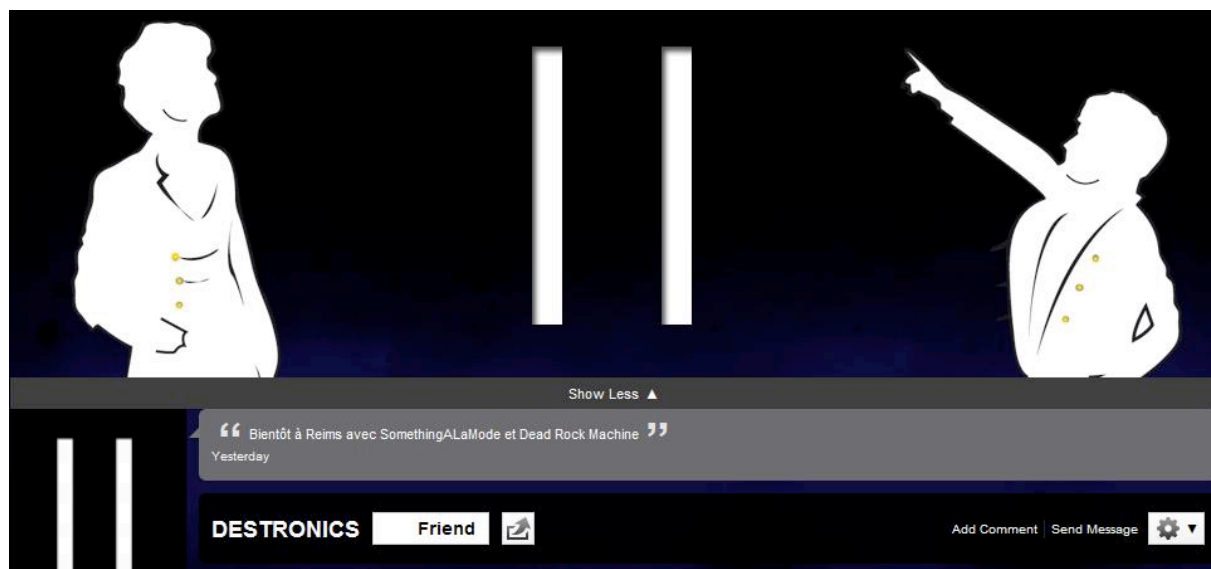 Show Less ▲
“ Bientôt à Reims avec SomethingALaMode et Dead Rock Machine ”
Yesterday
DESTRONICS Friend Add Comment Send Message